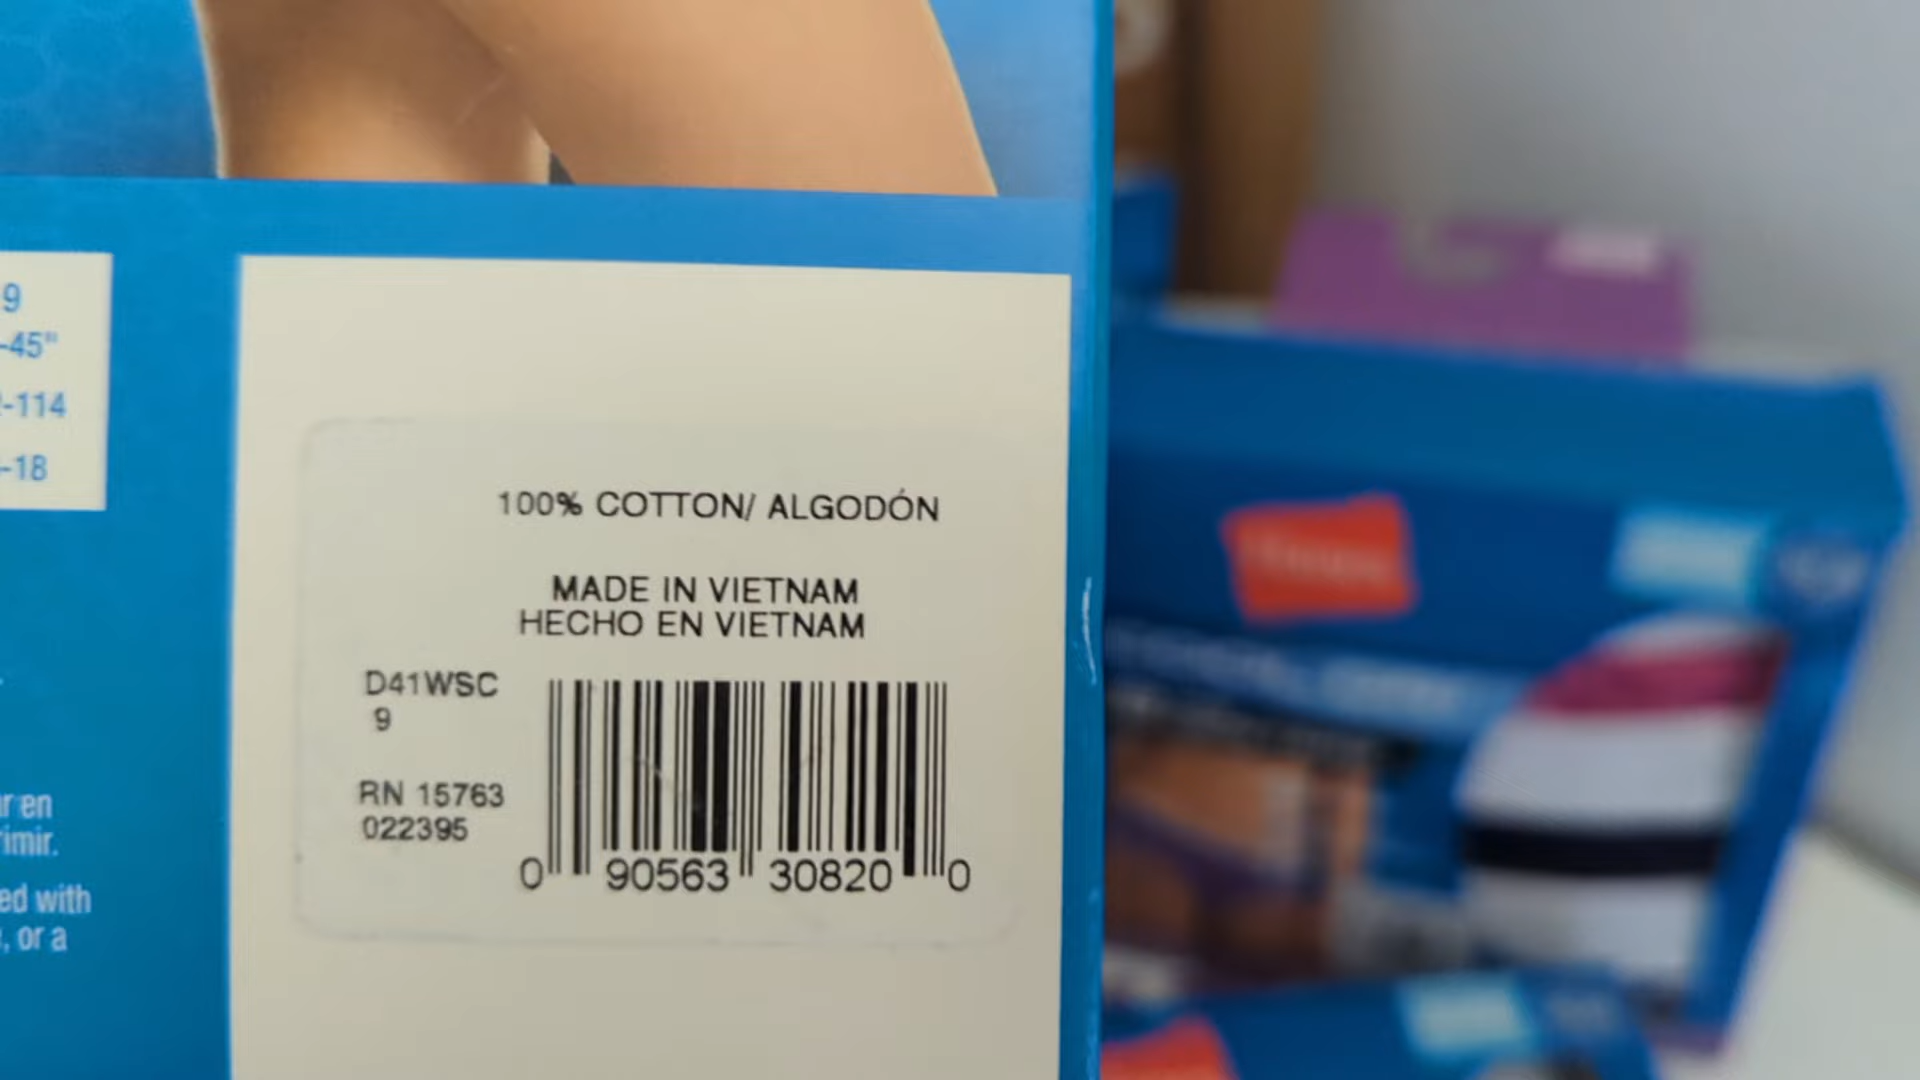 9
-45"
-114
-18
100% COTTON/ ALGODÓN
MADE IN VIETNAM
HECHO EN VIETNAM
D41WSC
9
RN 15763
022395
0 90563 30820 0
r en
imir.
ed with
, or a